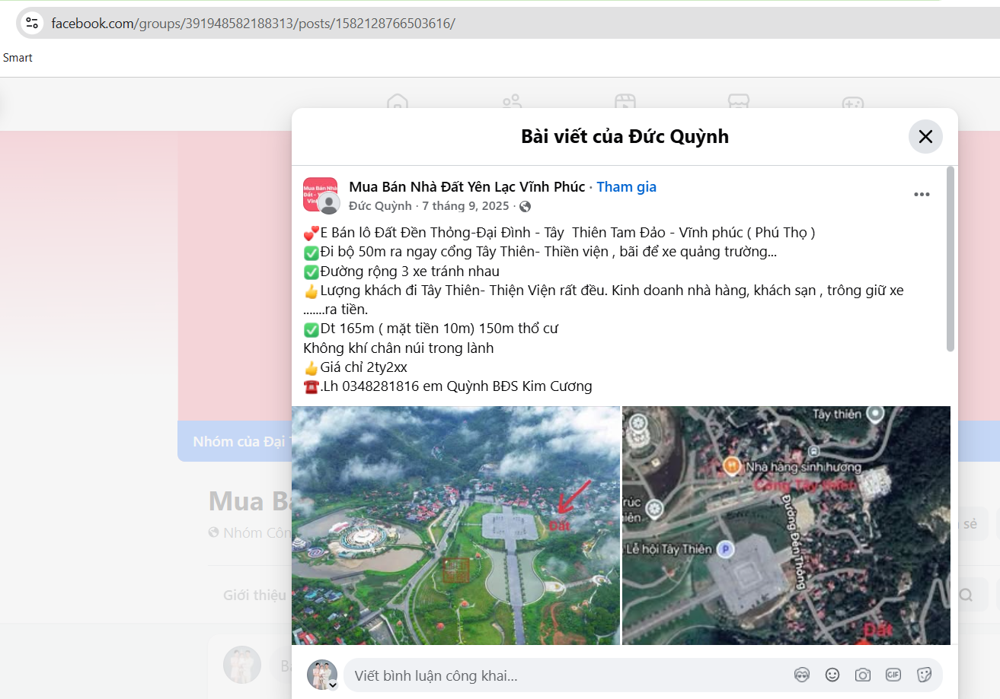 facebook.com/groups/391948582188313/posts/1582128766503616/
Smart
Bài viết của Đức Quỳnh
Mua Bán Nhà Đất Yên Lạc Vĩnh Phúc · Tham gia
Đức Quỳnh · 7 tháng 9, 2025 ·
💕E Bán lô Đất Đền Thỏng-Đại Đình - Tây Thiên Tam Đảo - Vĩnh phúc ( Phú Thọ )
✅Đi bộ 50m ra ngay cổng Tây Thiên- Thiền viện , bãi để xe quảng trường...
✅Đường rộng 3 xe tránh nhau
👍Lượng khách đi Tây Thiên- Thiện Viện rất đều. Kinh doanh nhà hàng, khách sạn , trông giữ xe
.......ra tiền.
✅Dt 165m ( mặt tiền 10m) 150m thổ cư
Không khí chân núi trong lành
👍Giá chỉ 2ty2xx
☎️.Lh 0348281816 em Quỳnh BĐS Kim Cương
Đất
Tây thiên
Nhà hàng sinh hương
Cổng Tây thiên
rúc
iên
Lễ hội Tây Thiên P
Đường Đền Thỏng
Đất
Nhóm của Đại
Mua Bá
Nhóm Côn
sẻ
Giới thiệu
Viết bình luận công khai...
GIF